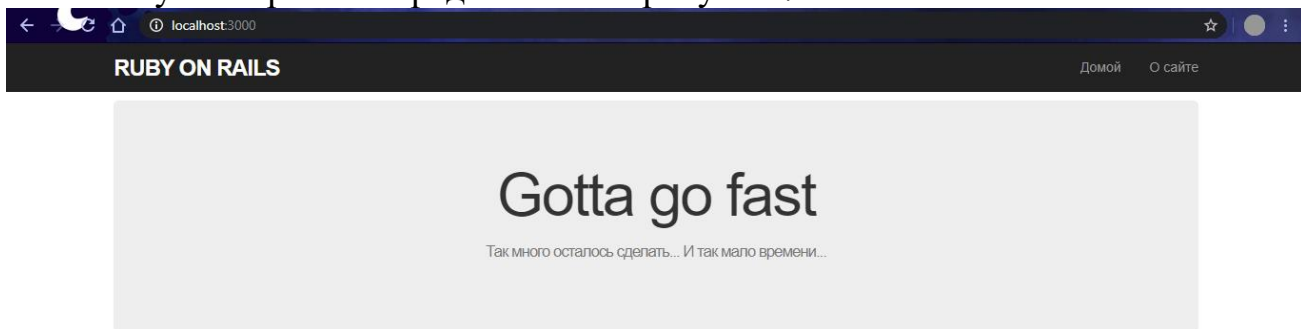 localhost:3000
RUBY ON RAILS
Домой О сайте
Gotta go fast
Так много осталось сделать... И так мало времени...